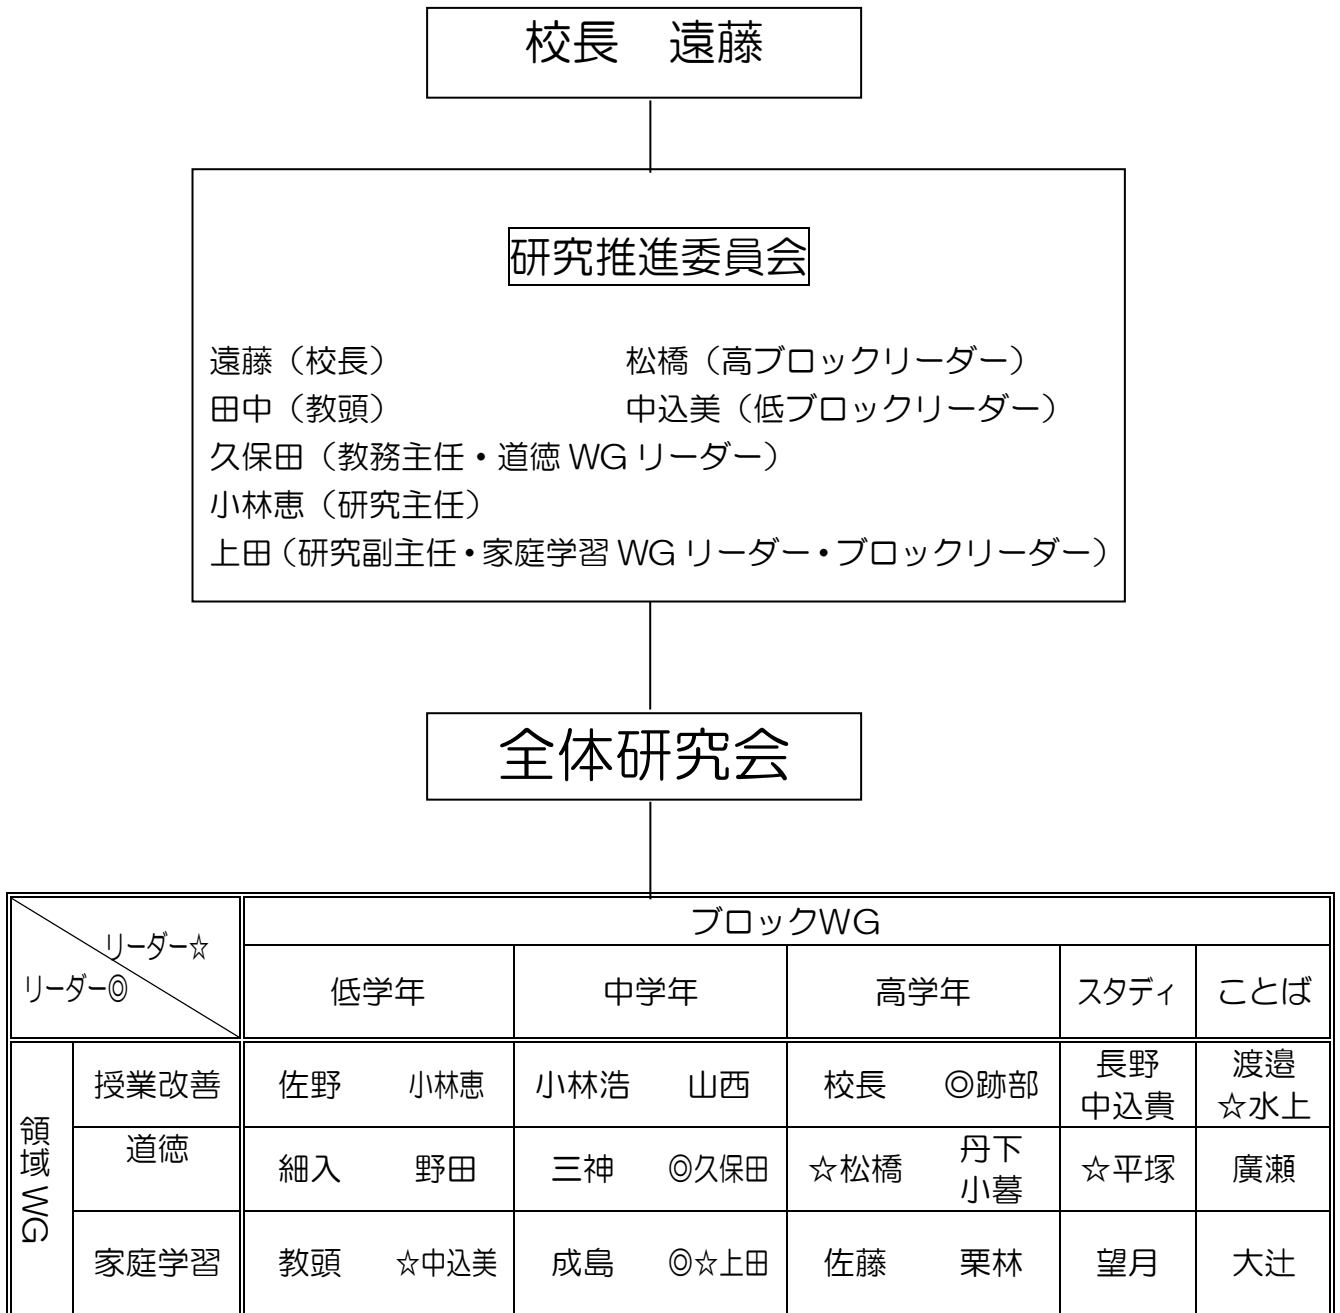 校長　遠藤
研究推進委員会
遠藤（校長）　松橋（高ブロックリーダー）
田中（教頭）　中込美（低ブロックリーダー）
久保田（教務主任・道徳 WG リーダー）
小林恵（研究主任）
上田（研究副主任・家庭学習 WG リーダー・ブロックリーダー）
全体研究会
リーダー☆
リーダー◎
ブロックWG
低学年　中学年　高学年　スタディ　ことば
領域 WG
授業改善　佐野　小林恵　小林浩　山西　校長　◎跡部　長野　渡邉
中込貴　☆水上
道徳　細入　野田　三神　◎久保田　☆松橋　丹下　☆平塚　廣瀬
小暮
家庭学習　教頭　☆中込美　成島　◎☆上田　佐藤　栗林　望月　大辻